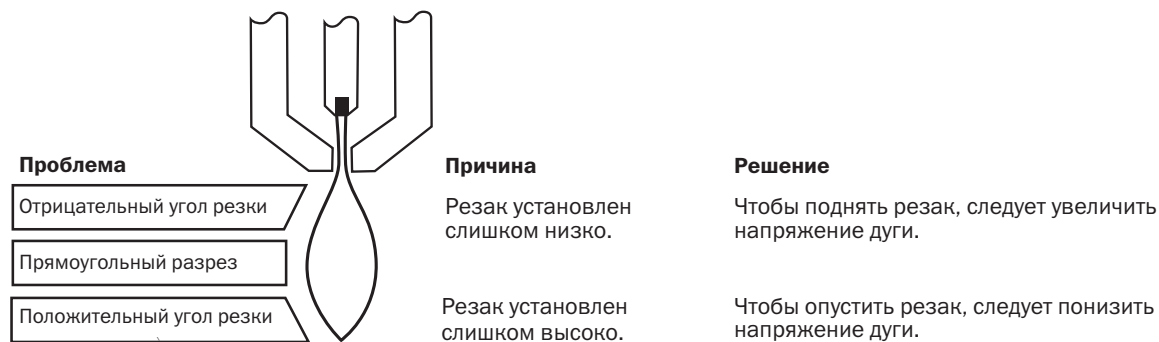 Проблема
Причина
Решение
Отрицательный угол резки
Резак установлен
слишком низко.
Чтобы поднять резак, следует увеличить
напряжение дуги.
Прямоугольный разрез
Положительный угол резки
Резак установлен
слишком высоко.
Чтобы опустить резак, следует понизить
напряжение дуги.